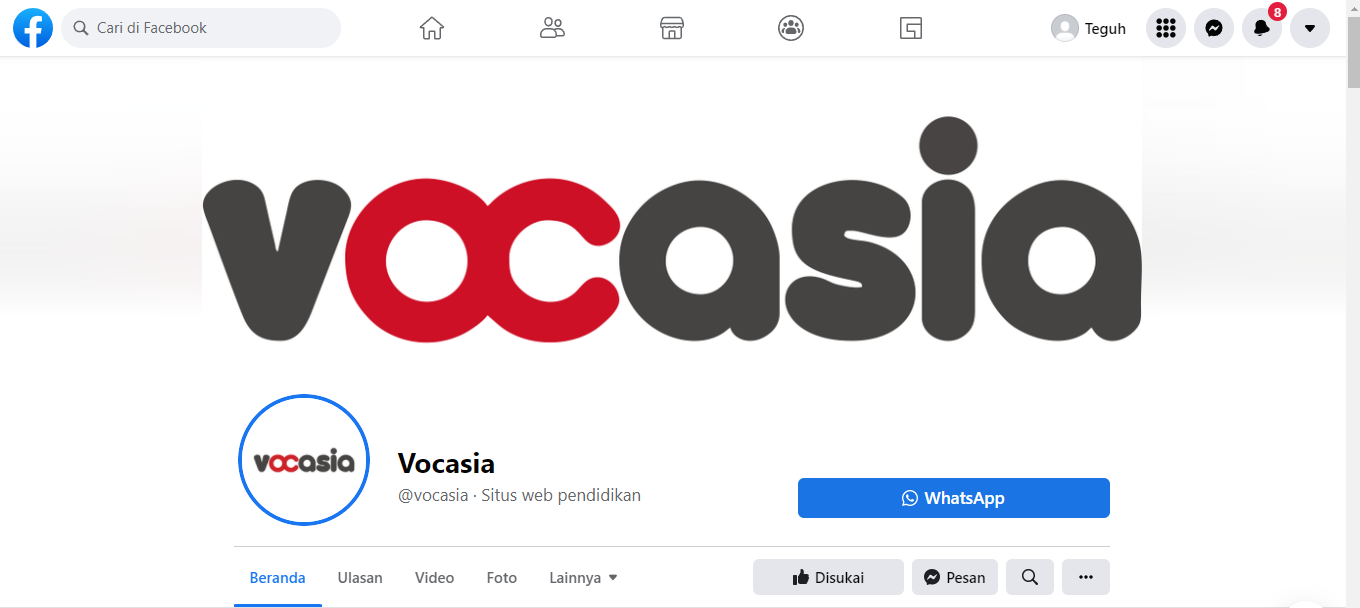 Cari di Facebook
Teguh
8
vocasia
vocasia
Vocasia
@vocasia · Situs web pendidikan
WhatsApp
Beranda Ulasan Video Foto Lainnya
Disukai Pesan